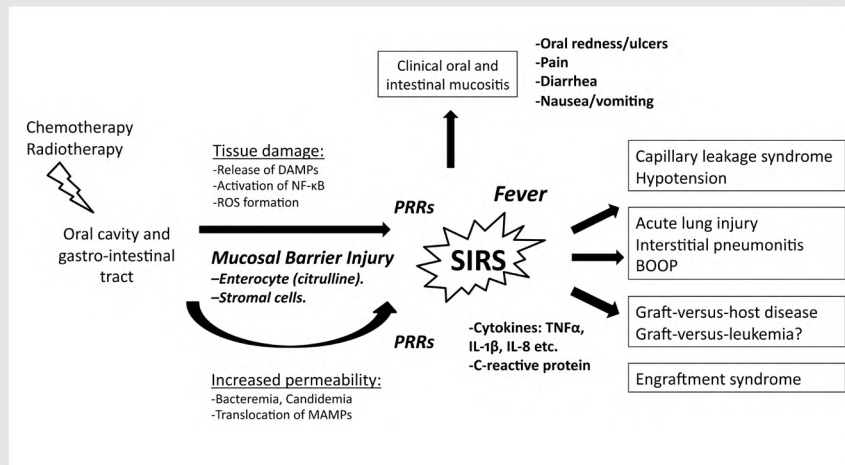 Clinical oral and
intestinal mucositis
-Oral redness/ulcers
-Pain
-Diarrhea
-Nausea/vomiting
Chemotherapy
Radiotherapy
Oral cavity and
gastro-intestinal
tract
Tissue damage:
-Release of DAMPs
-Activation of NF-κB
-ROS formation
Mucosal Barrier Injury
–Enterocyte (citrulline).
–Stromal cells.
Increased permeability:
-Bacteremia, Candidemia
-Translocation of MAMPs
PRRs
PRRs
Fever
SIRS
-Cytokines: TNFα,
IL-1β, IL-8 etc.
-C-reactive protein
Capillary leakage syndrome
Hypotension
Acute lung injury
Interstitial pneumonitis
BOOP
Graft-versus-host disease
Graft-versus-leukemia?
Engraftment syndrome